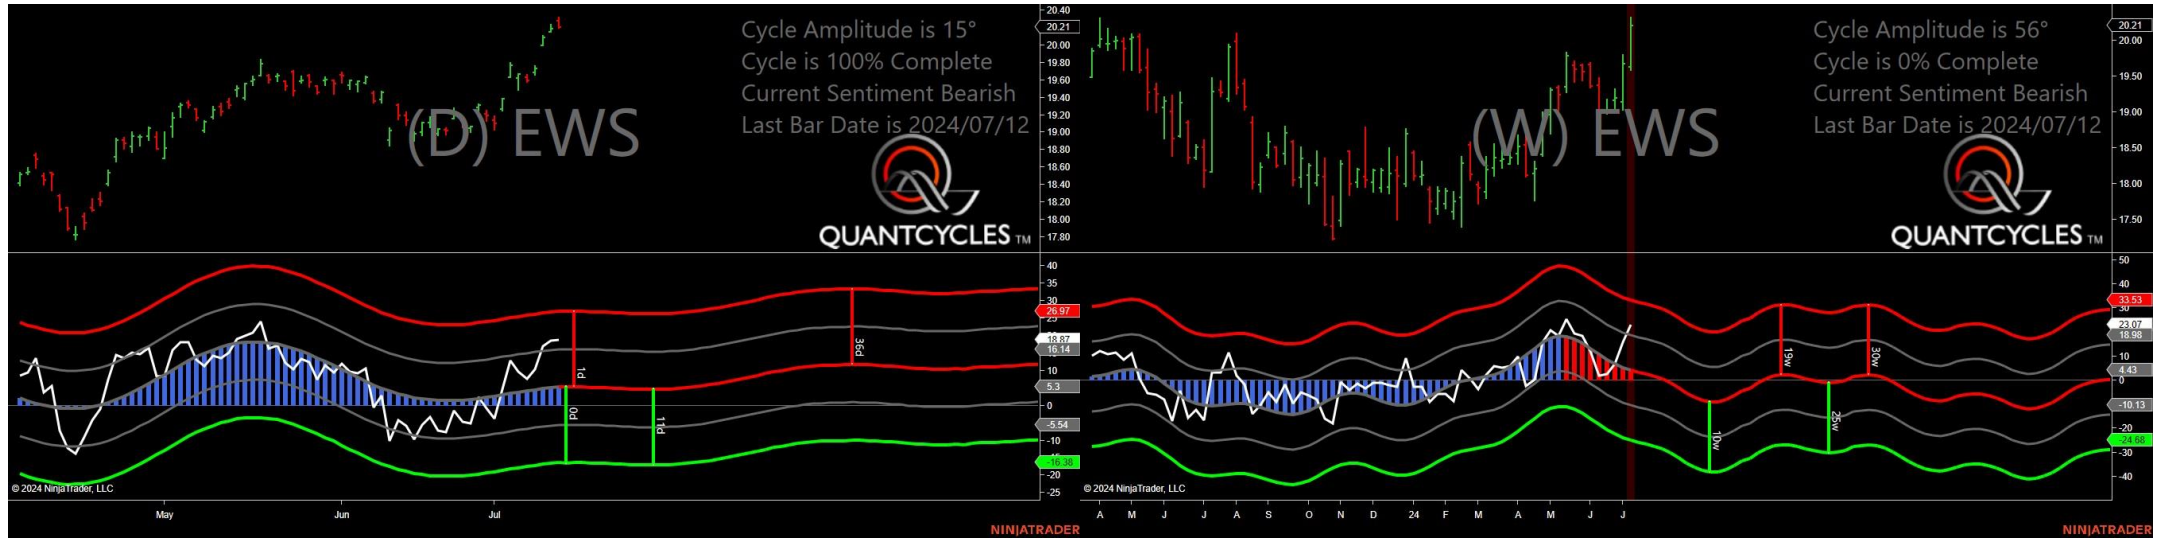 Cycle Amplitude is 15°
Cycle is 100% Complete
Current Sentiment Bearish
Last Bar Date is 2024/07/12
(D) EWS
QUANTCYCLES TM
20.40
20.21
20.00
19.80
19.60
19.40
19.20
19.00
18.80
18.60
18.40
18.20
18.00
17.80
40
35
30
26.97
25
18.87
16.14
10
5.3
0
-5.54
-10
-16.38
-20
-25
1d
0d
11d
36d
© 2024 NinjaTrader, LLC
May Jun Jul
NINJATRADER
Cycle Amplitude is 56°
Cycle is 0% Complete
Current Sentiment Bearish
Last Bar Date is 2024/07/12
(W) EWS
QUANTCYCLES TM
20.21
20.00
19.50
19.00
18.50
18.00
17.50
50
40
33.53
30
23.07
18.98
10
4.43
0
-10.13
-20
-24.68
-30
-40
10w
19w
25w
30w
© 2024 NinjaTrader, LLC
A M J J A S O N D 24 F M A M J J
NINJATRADER